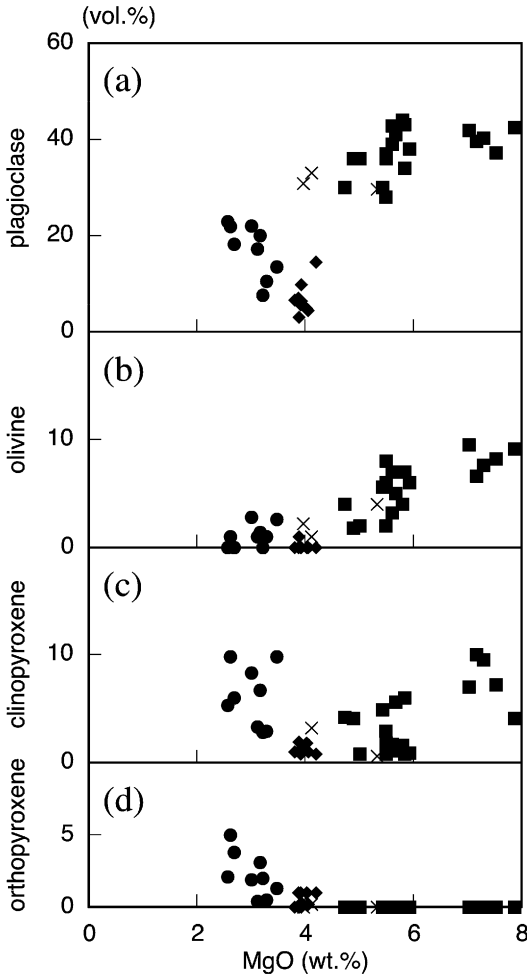 (vol.%)
60
(a)
40
plagioclase
20
0
(b)
olivine
10
0
(c)
clinopyroxene
10
0
(d)
orthopyroxene
5
0
0 2 4 6 8
MgO (wt.%)